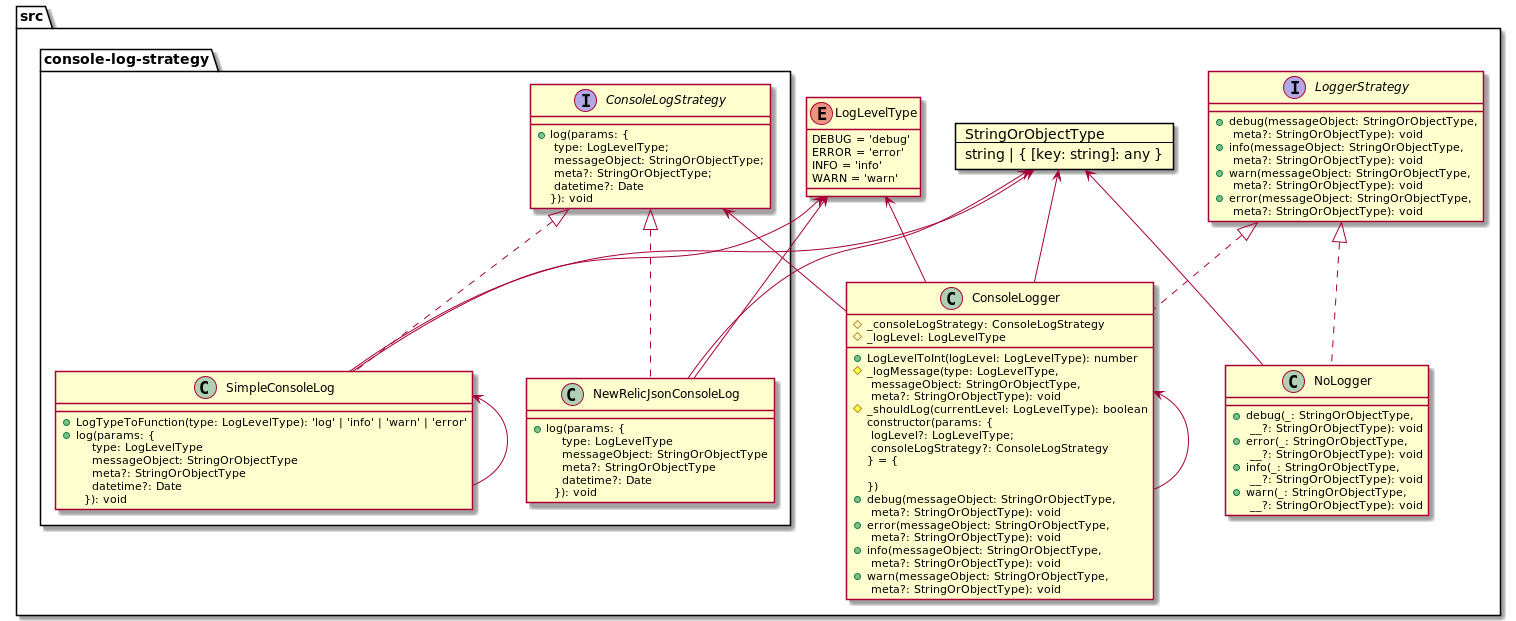 src
console-log-strategy
I ConsoleLogStrategy
log(params: {
type: LogLevelType;
messageObject: StringOrObjectType;
meta?: StringOrObjectType;
datetime?: Date
}): void
E LogLevelType
DEBUG = 'debug'
ERROR = 'error'
INFO = 'info'
WARN = 'warn'
StringOrObjectType
string | { [key: string]: any }
I LoggerStrategy
debug(messageObject: StringOrObjectType,
meta?: StringOrObjectType): void
info(messageObject: StringOrObjectType,
meta?: StringOrObjectType): void
warn(messageObject: StringOrObjectType,
meta?: StringOrObjectType): void
error(messageObject: StringOrObjectType,
meta?: StringOrObjectType): void
C SimpleConsoleLog
LogTypeToFunction(type: LogLevelType): 'log' | 'info' | 'warn' | 'error'
log(params: {
type: LogLevelType
messageObject: StringOrObjectType
meta?: StringOrObjectType
datetime?: Date
}): void
C NewRelicJsonConsoleLog
log(params: {
type: LogLevelType
messageObject: StringOrObjectType
meta?: StringOrObjectType
datetime?: Date
}): void
C ConsoleLogger
_consoleLogStrategy: ConsoleLogStrategy
_logLevel: LogLevelType
LogLevelToInt(logLevel: LogLevelType): number
_logMessage(type: LogLevelType,
messageObject: StringOrObjectType,
meta?: StringOrObjectType): void
_shouldLog(currentLevel: LogLevelType): boolean
constructor(params: {
logLevel?: LogLevelType;
consoleLogStrategy?: ConsoleLogStrategy
} = {
})
debug(messageObject: StringOrObjectType,
meta?: StringOrObjectType): void
error(messageObject: StringOrObjectType,
meta?: StringOrObjectType): void
info(messageObject: StringOrObjectType,
meta?: StringOrObjectType): void
warn(messageObject: StringOrObjectType,
meta?: StringOrObjectType): void
C NoLogger
debug(_: StringOrObjectType,
__?: StringOrObjectType): void
error(_: StringOrObjectType,
__?: StringOrObjectType): void
info(_: StringOrObjectType,
__?: StringOrObjectType): void
warn(_: StringOrObjectType,
__?: StringOrObjectType): void